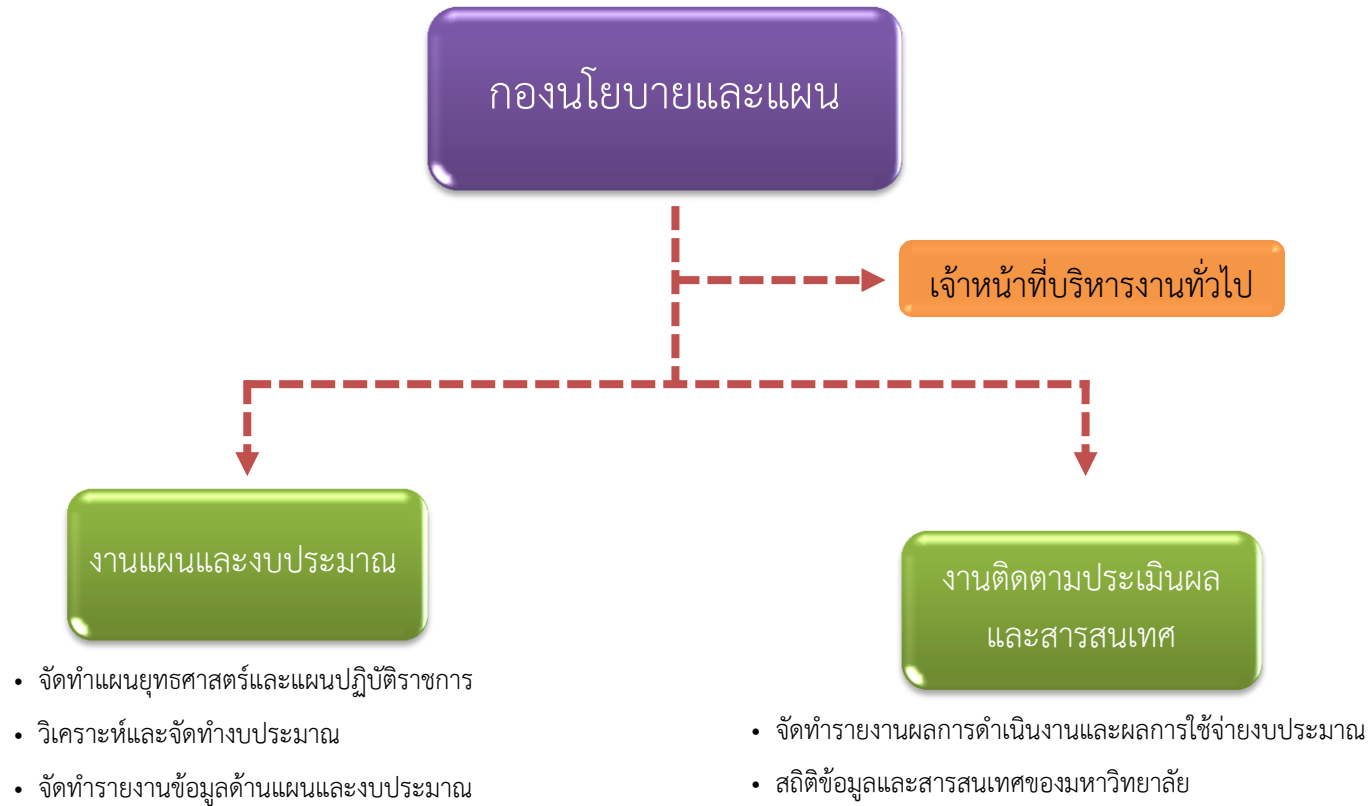 กองนโยบายและแผน
เจ้าหน้าที่บริหารงานทั่วไป
งานแผนและงบประมาณ
• จัดทำแผนยุทธศาสตร์และแผนปฏิบัติราชการ
• วิเคราะห์และจัดทำงบประมาณ
• จัดทำรายงานข้อมูลด้านแผนและงบประมาณ
งานติดตามประเมินผล
และสารสนเทศ
• จัดทำรายงานผลการดำเนินงานและผลการใช้จ่ายงบประมาณ
• สถิติข้อมูลและสารสนเทศของมหาวิทยาลัย